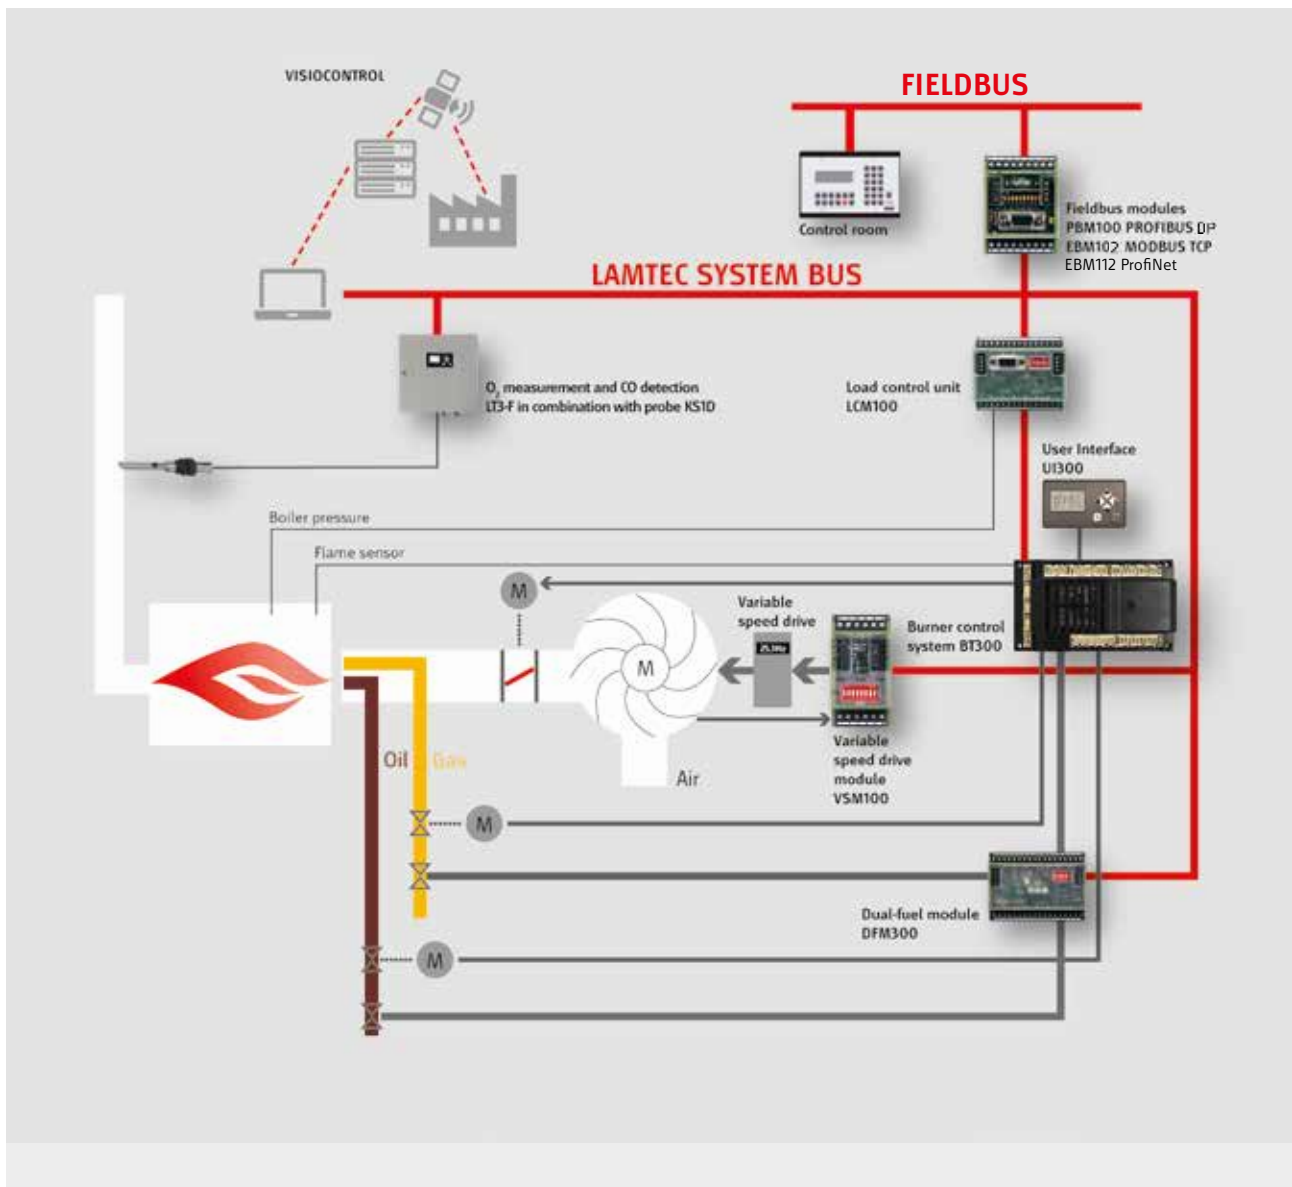 VISIOCONTROL
FIELDBUS
Control room
Fieldbus modules
PBM100 PROFIBUS DP
EBM102 MODBUS TCP
EBM112 ProfiNet
LAMTEC SYSTEM BUS
O₂ measurement and CO detection
LT3-F in combination with probe KS1D
Load control unit
LCM100
User Interface
UI300
Boiler pressure
Flame sensor
M
Variable
speed drive
Burner control
system BT300
M
Variable
speed drive
module
VSM100
Oil
Gas
Air
M
Dual-fuel module
DFM300
M